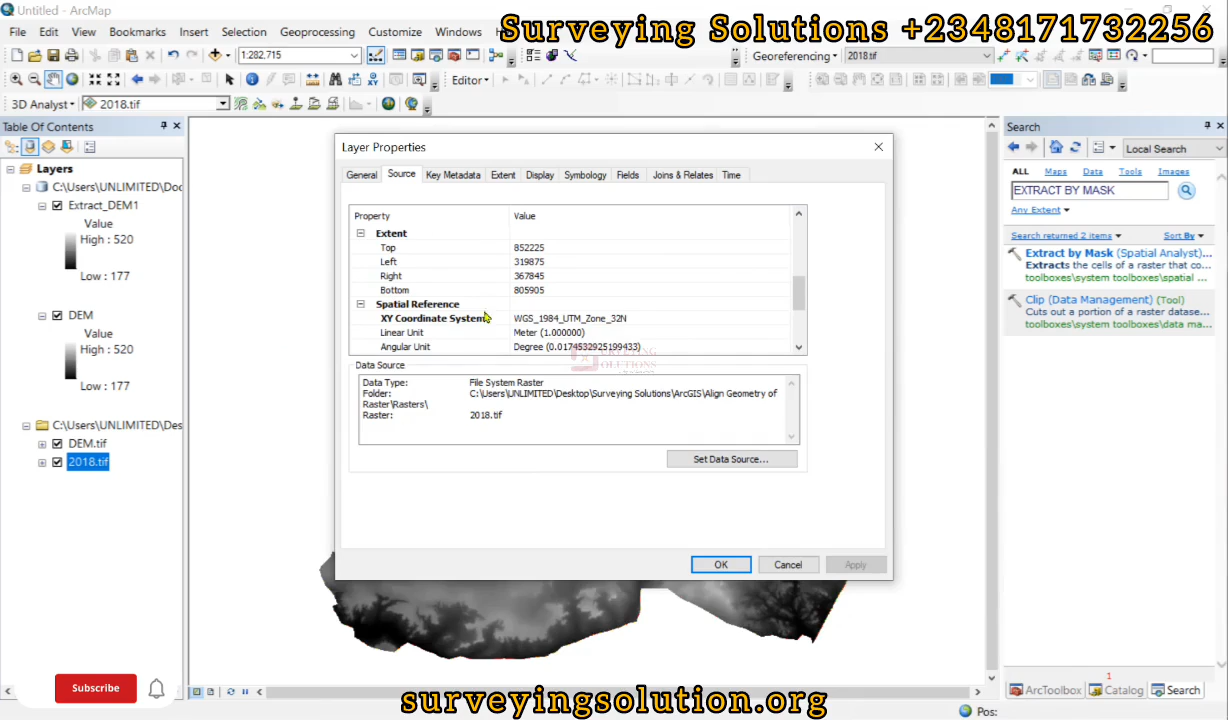 Untitled - ArcMap
Surveying Solutions +2348171732256
File Edit View Bookmarks Insert Selection Geoprocessing Customize Windows
1:282,715
Georeferencing
2018.tif
Editor
3D Analyst
2018.tif
Table Of Contents
Layers
C:\Users\UNLIMITED\Doc
Extract_DEM1
Value
High : 520
Low : 177
DEM
Value
High : 520
Low : 177
C:\Users\UNLIMITED\Des
DEM.tif
2018.tif
Layer Properties
General Source Key Metadata Extent Display Symbology Fields Joins & Relates Time
Property Value
Extent
Top 852225
Left 319875
Right 367845
Bottom 805905
Spatial Reference
XY Coordinate System WGS_1984_UTM_Zone_32N
Linear Unit Meter (1.000000)
Angular Unit Degree (0.0174532925199433)
SURVEYING
SOLUTIONS
Data Source
Data Type: File System Raster
Folder: C:\Users\UNLIMITED\Desktop\Surveying Solutions\ArcGIS\Align Geometry of
Raster\Rasters\
Raster: 2018.tif
Set Data Source...
OK Cancel Apply
Search
Local Search
ALL Maps Data Tools Images
EXTRACT BY MASK
Any Extent
Search returned 2 items Sort By
Extract by Mask (Spatial Analyst)...
Extracts the cells of a raster that co...
toolboxes\system toolboxes\spatial ...
Clip (Data Management) (Tool)
Cuts out a portion of a raster datase...
toolboxes\system toolboxes\data ma...
1
ArcToolbox Catalog Search
Subscribe
surveyingsolution.org
Pos: